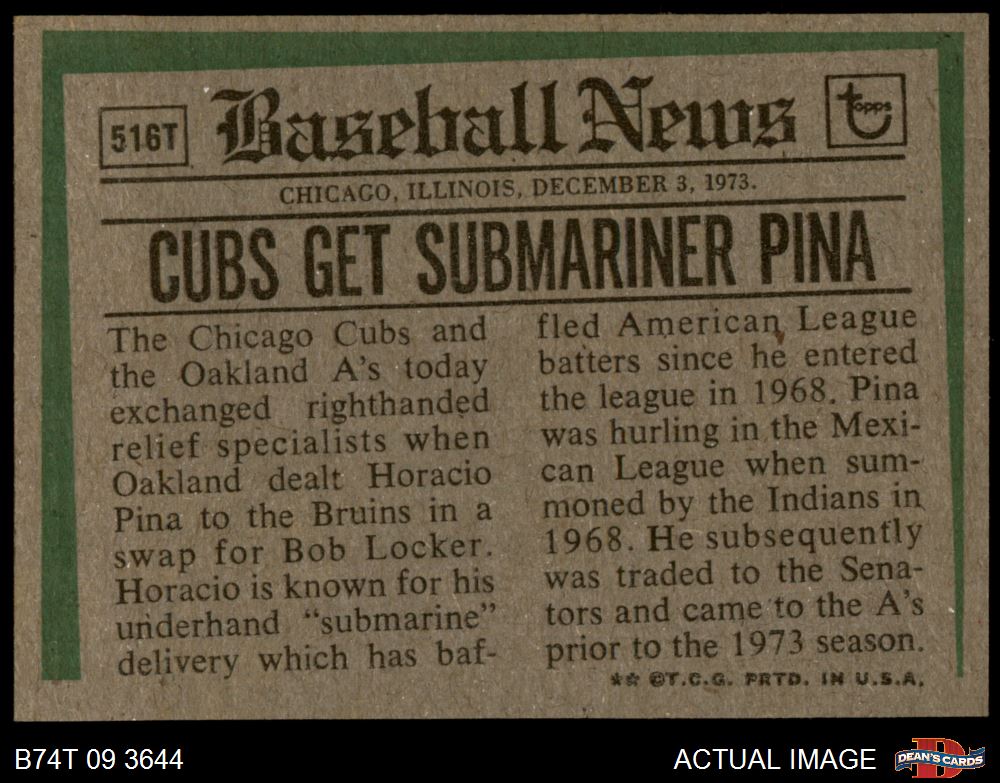 516T
Baseball News
topps
CHICAGO, ILLINOIS, DECEMBER 3, 1973.
CUBS GET SUBMARINER PINA
The Chicago Cubs and
the Oakland A's today
exchanged righthanded
relief specialists when
Oakland dealt Horacio
Pina to the Bruins in a
swap for Bob Locker.
Horacio is known for his
underhand "submarine"
delivery which has baf-
fled American League
batters since he entered
the league in 1968. Pina
was hurling in the Mexi-
can League when sum-
moned by the Indians in
1968. He subsequently
was traded to the Sena-
tors and came to the A's
prior to the 1973 season.
★☆ ©T.C.G. PRTD. IN U.S.A.
B74T 09 3644
ACTUAL IMAGE
DEAN'S CARDS